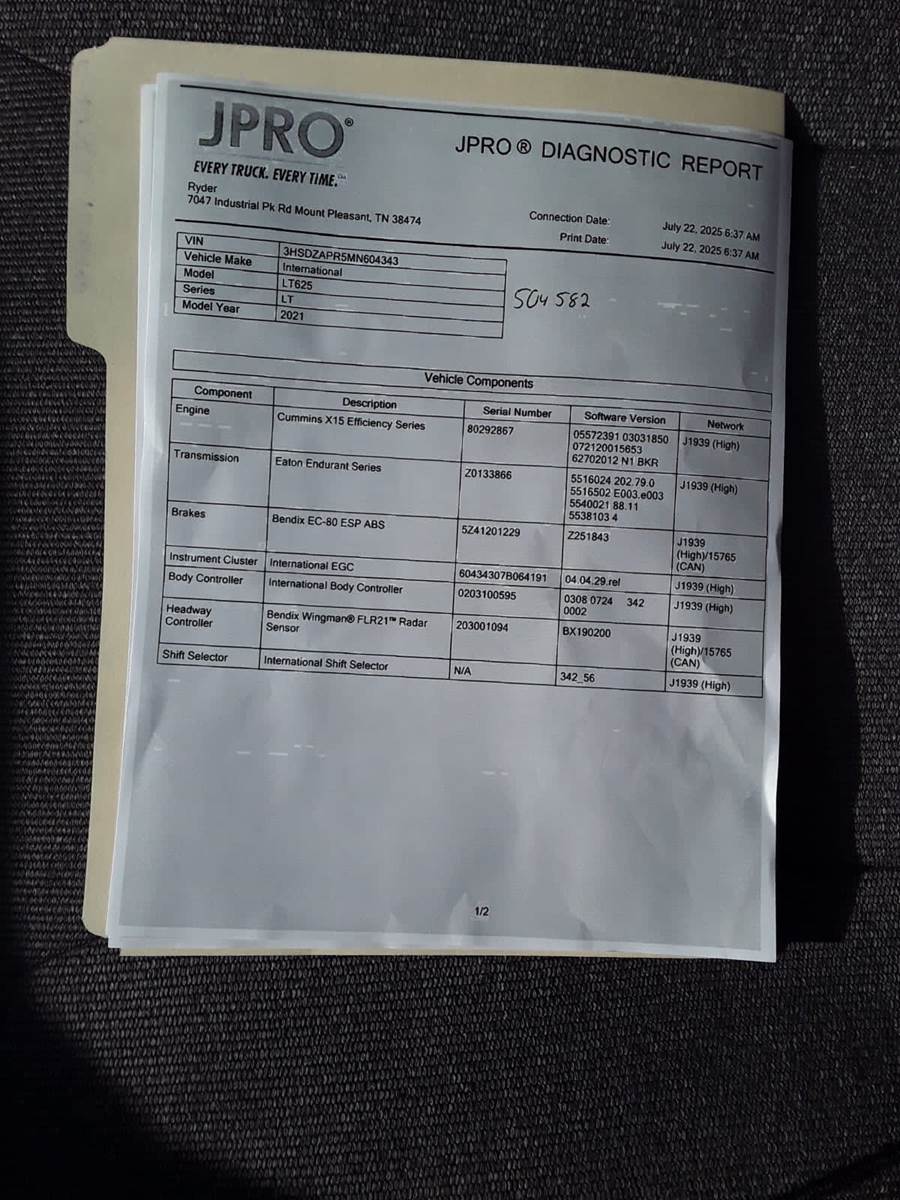 JPRO®
EVERY TRUCK. EVERY TIME.
JPRO® DIAGNOSTIC REPORT
Ryder
7047 Industrial Pk Rd Mount Pleasant, TN 38474
Connection Date: July 22, 2025 6:37 AM
Print Date: July 22, 2025 6:37 AM
VIN 3HSDZAPR5MN604343
Vehicle Make International
Model LT625
Series LT
Model Year 2021
504 582
Vehicle Components
Component Description Serial Number Software Version Network
Engine Cummins X15 Efficiency Series 80292867 05572391 03031850 J1939 (High)
072120015653
62702012 N1 BKR
Transmission Eaton Endurant Series Z0133866 5516024 202.79.0 J1939 (High)
5516502 E003.e003
5540021 88.11
5538103 4
Brakes Bendix EC-80 ESP ABS 5Z41201229 Z251843 J1939
(High)/15765
(CAN)
Instrument Cluster International EGC 60434307B064191 04.04.29.rel J1939 (High)
Body Controller International Body Controller 0203100595 0308 0724 342 J1939 (High)
0002
Headway Bendix Wingman® FLR21™ Radar 203001094 BX190200 J1939
Controller Sensor (High)/15765
(CAN)
Shift Selector International Shift Selector N/A 342_56 J1939 (High)
1/2